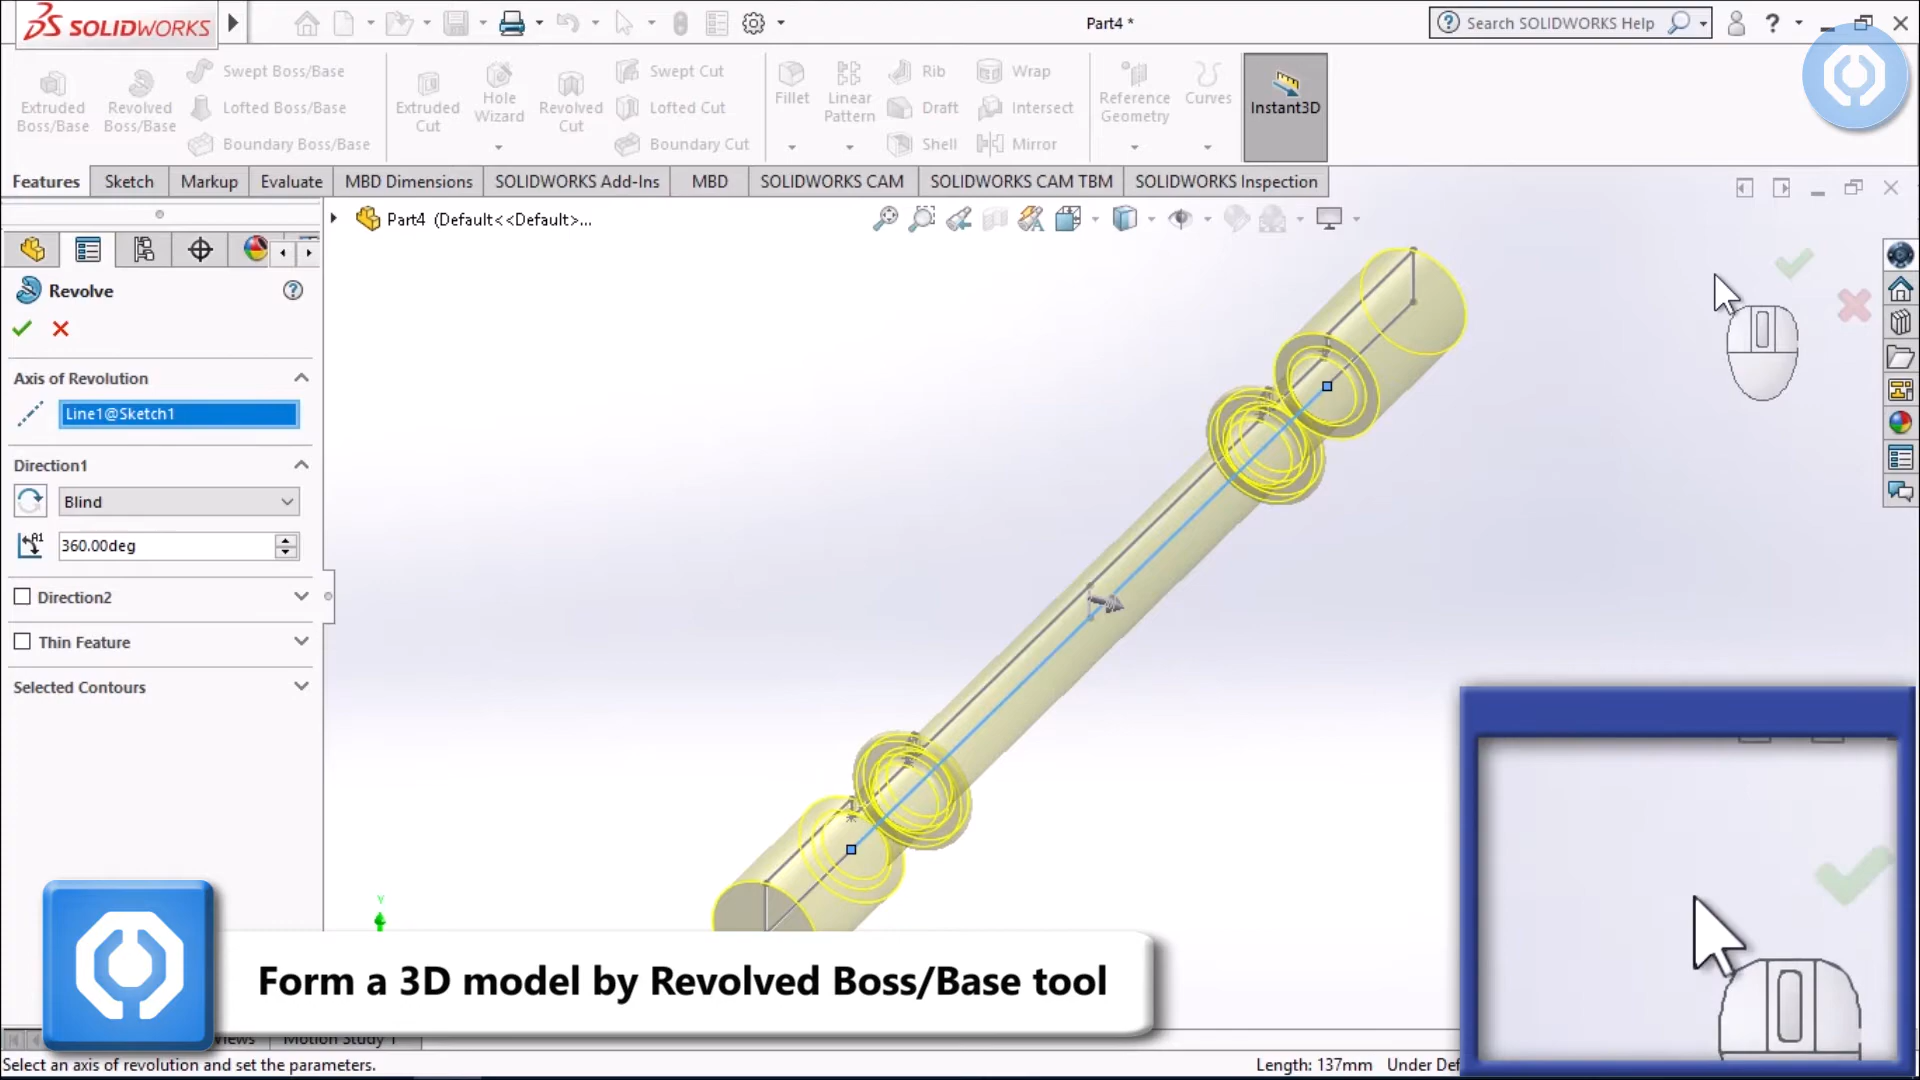 SOLIDWORKS
Part4 *
Search SOLIDWORKS Help
Extruded Boss/Base
Revolved Boss/Base
Swept Boss/Base
Lofted Boss/Base
Boundary Boss/Base
Extruded Cut
Hole Wizard
Revolved Cut
Swept Cut
Lofted Cut
Boundary Cut
Fillet
Linear Pattern
Rib
Draft
Shell
Wrap
Intersect
Mirror
Reference Geometry
Curves
Instant3D
Features
Sketch
Markup
Evaluate
MBD Dimensions
SOLIDWORKS Add-Ins
MBD
SOLIDWORKS CAM
SOLIDWORKS CAM TBM
SOLIDWORKS Inspection
Part4 (Default<<Default>...
Revolve
Axis of Revolution
Line1@Sketch1
Direction1
Blind
360.00deg
Direction2
Thin Feature
Selected Contours
Y
Form a 3D model by Revolved Boss/Base tool
Motion Study 1
Select an axis of revolution and set the parameters.
Length: 137mm
Under Def